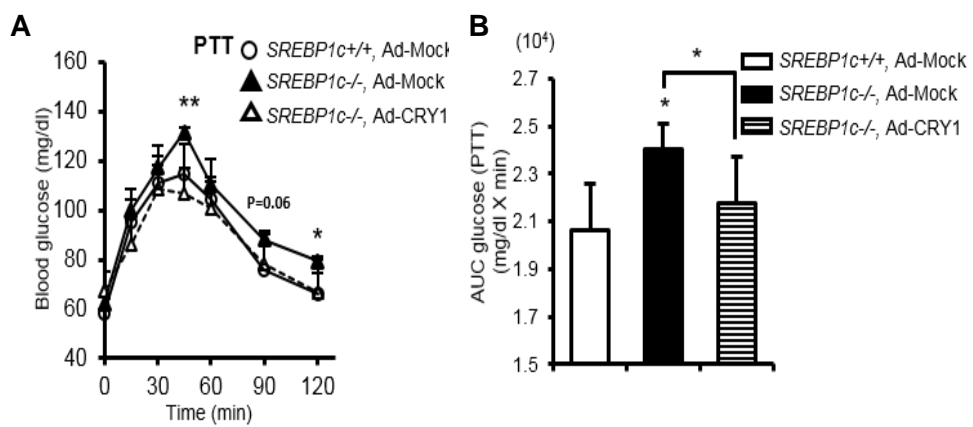 A
PTT
SREBP1c+/+, Ad-Mock
SREBP1c-/-, Ad-Mock
SREBP1c-/-, Ad-CRY1
Blood glucose (mg/dl)
160
140
120
100
80
60
40
**
P=0.06
*
0 30 60 90 120
Time (min)
B
(10⁴)
SREBP1c+/+, Ad-Mock
SREBP1c-/-, Ad-Mock
SREBP1c-/-, Ad-CRY1
AUC glucose (PTT)
(mg/dl X min)
2.7
2.5
2.3
2.1
1.9
1.7
1.5
*
*